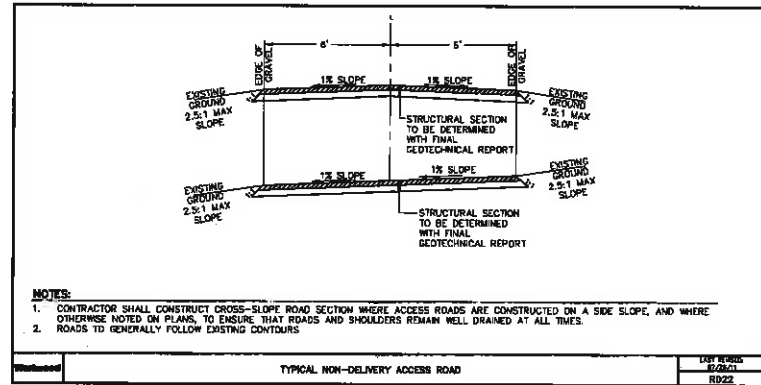 ℄
6'
6'
EDGE OF
GRAVEL
EDGE OF
GRAVEL
1% SLOPE
1% SLOPE
EXISTING
GROUND
2.5:1 MAX
SLOPE
EXISTING
GROUND
2.5:1 MAX
SLOPE
STRUCTURAL SECTION
TO BE DETERMINED
WITH FINAL
GEOTECHNICAL REPORT
1% SLOPE
1% SLOPE
EXISTING
GROUND
2.5:1 MAX
SLOPE
EXISTING
GROUND
2.5:1 MAX
SLOPE
STRUCTURAL SECTION
TO BE DETERMINED
WITH FINAL
GEOTECHNICAL REPORT
NOTES:
1. CONTRACTOR SHALL CONSTRUCT CROSS-SLOPE ROAD SECTION WHERE ACCESS ROADS ARE CONSTRUCTED ON A SIDE SLOPE, AND WHERE
OTHERWISE NOTED ON PLANS, TO ENSURE THAT ROADS AND SHOULDERS REMAIN WELL DRAINED AT ALL TIMES.
2. ROADS TO GENERALLY FOLLOW EXISTING CONTOURS
Westwood
TYPICAL NON-DELIVERY ACCESS ROAD
LAST REVISED:
RD22